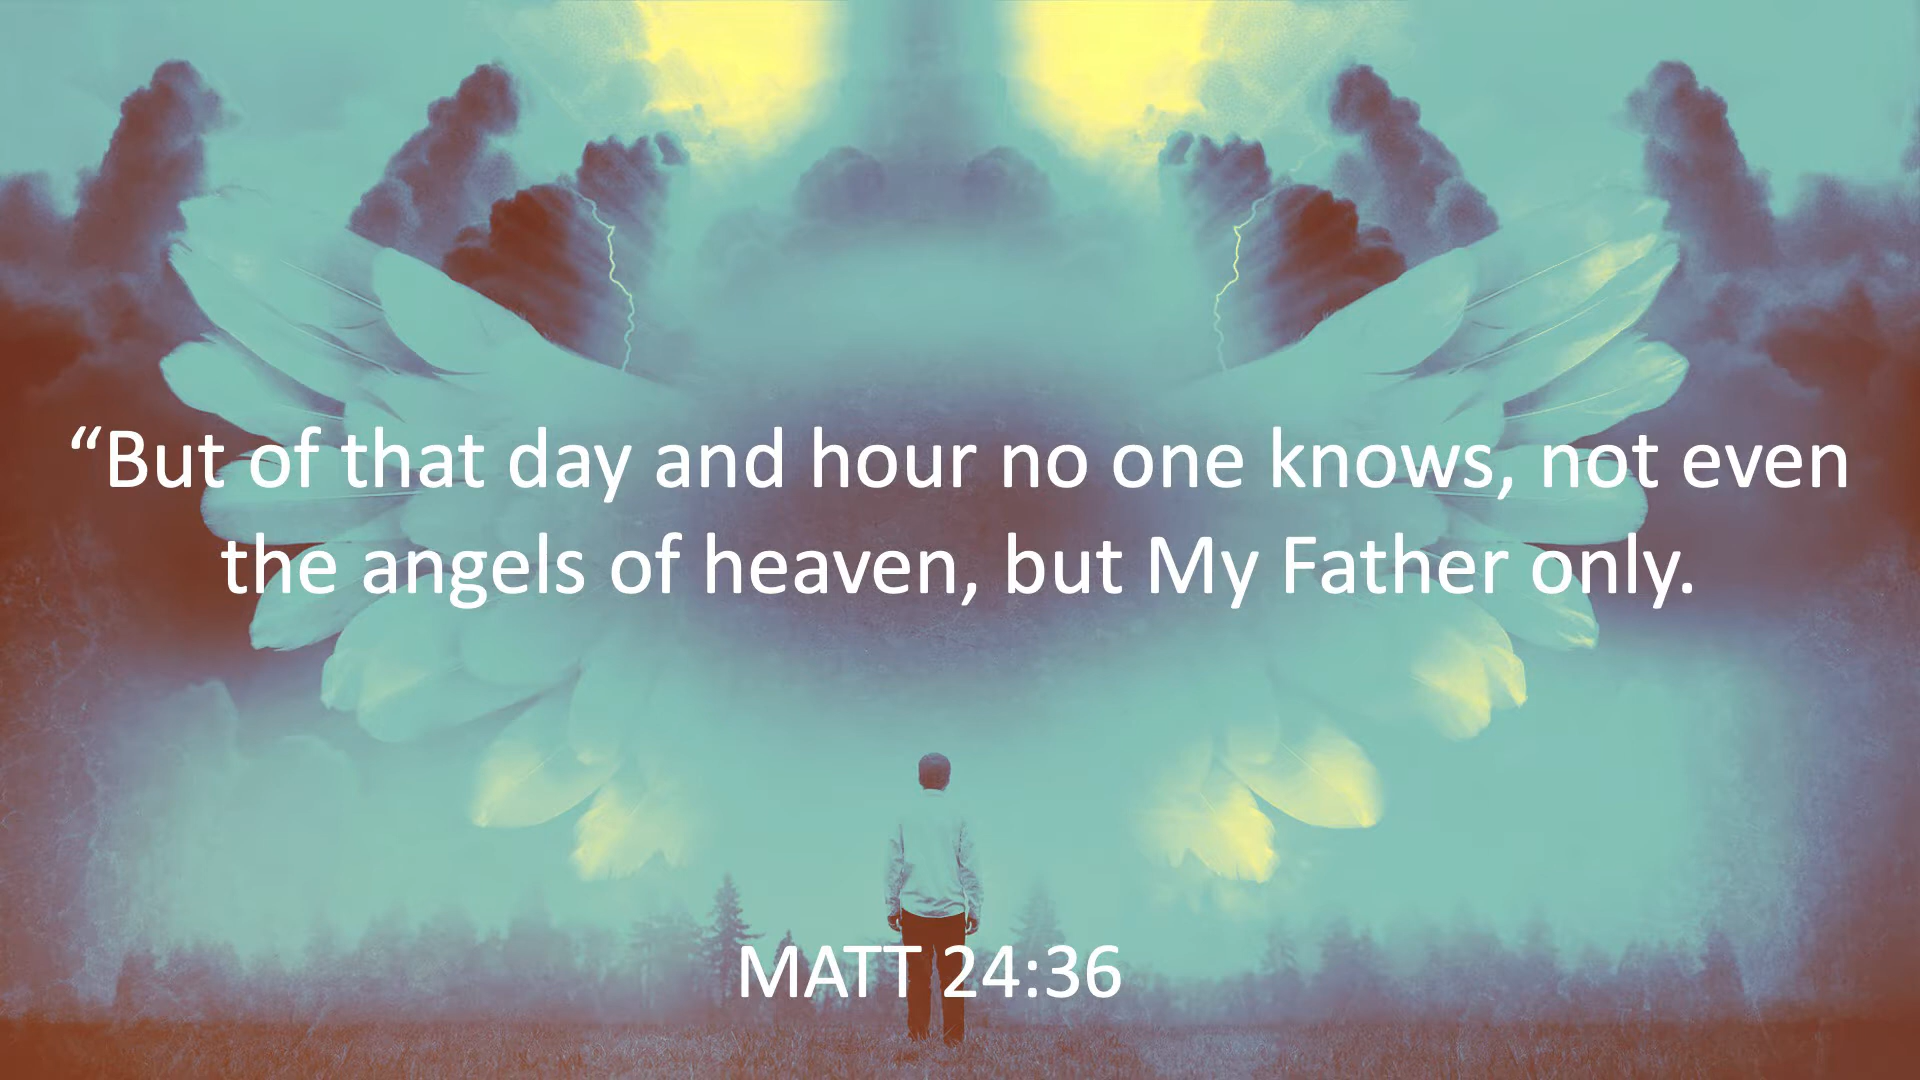 “But of that day and hour no one knows, not even
the angels of heaven, but My Father only.
MATT 24:36